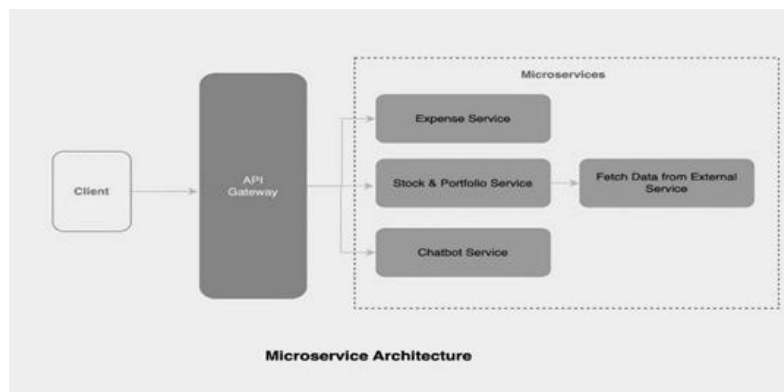 Microservices
Expense Service
Client
API
Gateway
Stock & Portfolio Service
Fetch Data from External
Service
Chatbot Service
Microservice Architecture